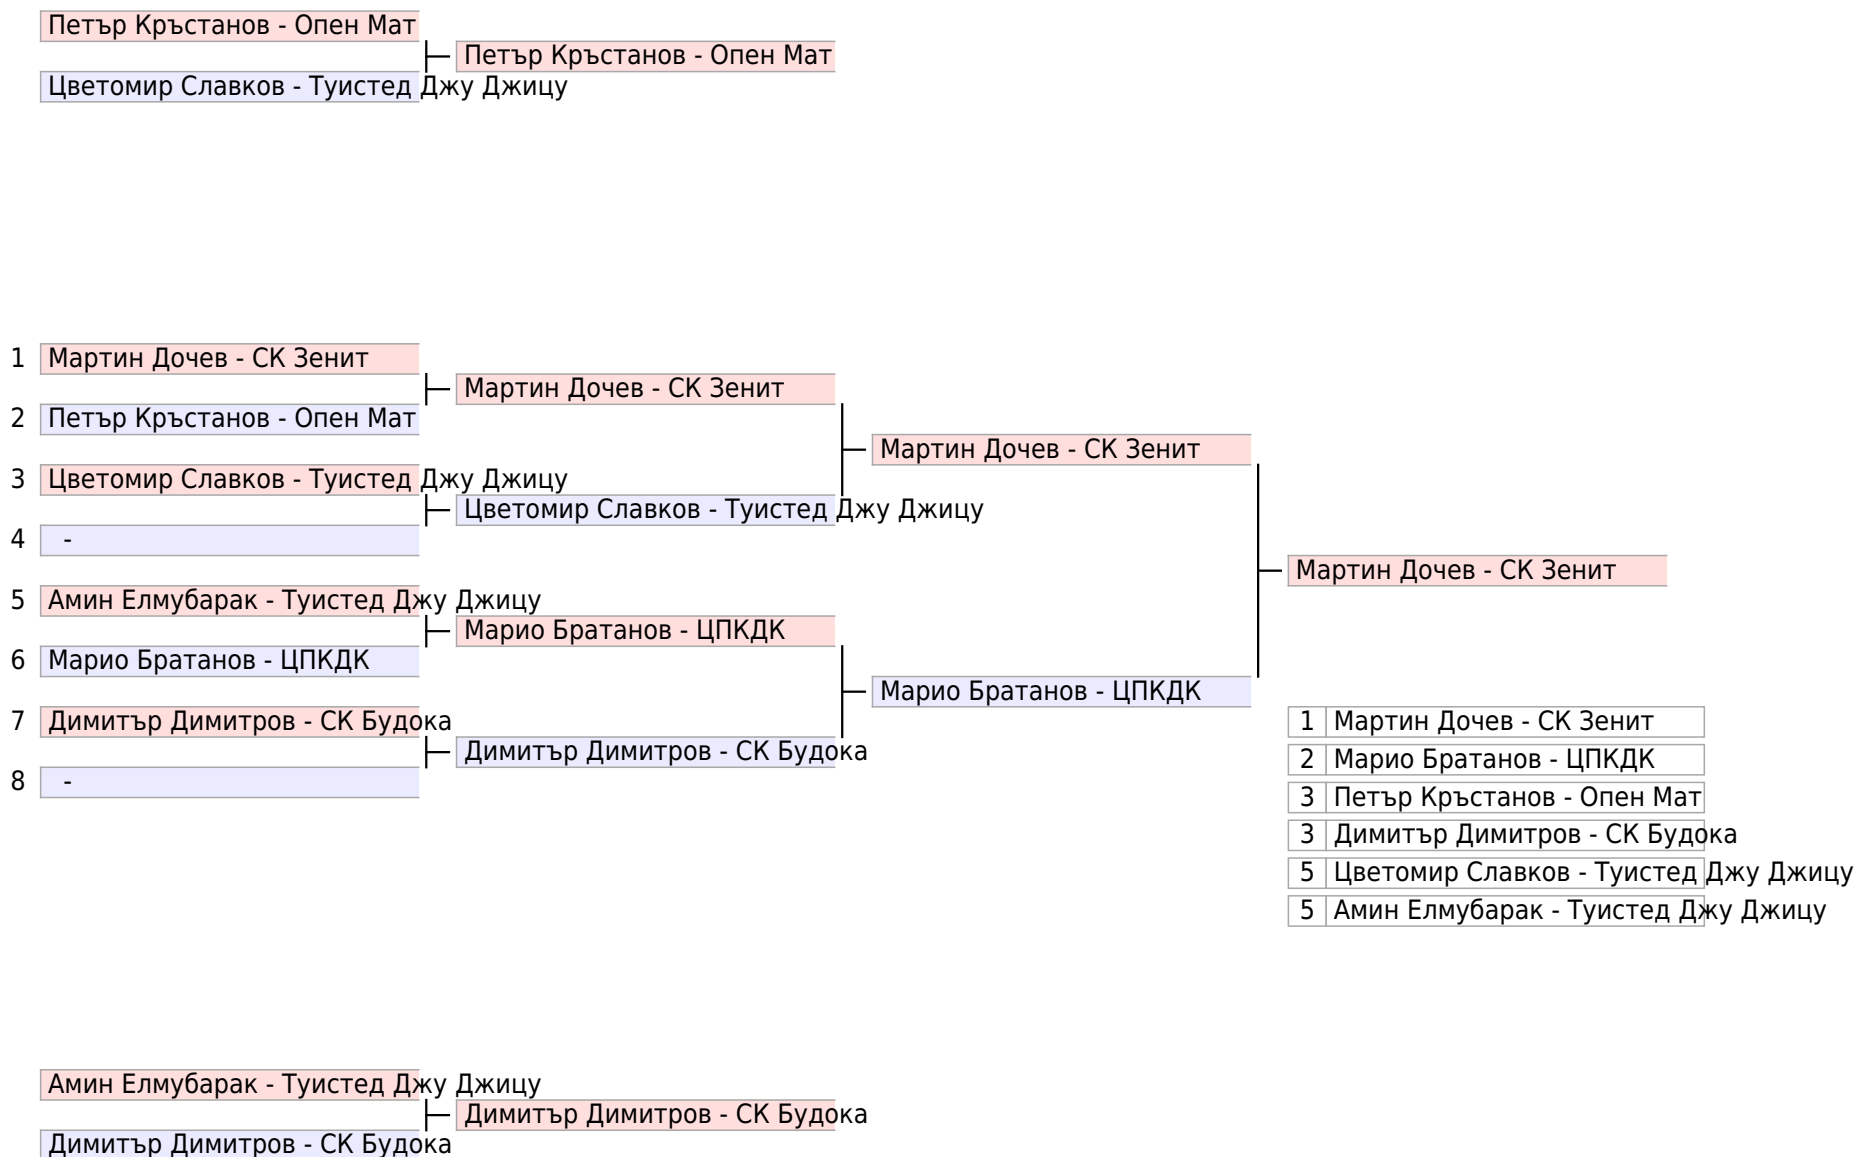 Петър Кръстанов - Опен Мат
Петър Кръстанов - Опен Мат
Цветомир Славков - Туистед Джу Джицу
1 Мартин Дочев - СК Зенит
Мартин Дочев - СК Зенит
2 Петър Кръстанов - Опен Мат
Мартин Дочев - СК Зенит
3 Цветомир Славков - Туистед Джу Джицу
Цветомир Славков - Туистед Джу Джицу
4 -
Мартин Дочев - СК Зенит
5 Амин Елмубарак - Туистед Джу Джицу
Марио Братанов - ЦПКДК
6 Марио Братанов - ЦПКДК
Марио Братанов - ЦПКДК
7 Димитър Димитров - СК Будока
Димитър Димитров - СК Будока
8 -
1 Мартин Дочев - СК Зенит
2 Марио Братанов - ЦПКДК
3 Петър Кръстанов - Опен Мат
3 Димитър Димитров - СК Будока
5 Цветомир Славков - Туистед Джу Джицу
5 Амин Елмубарак - Туистед Джу Джицу
Амин Елмубарак - Туистед Джу Джицу
Димитър Димитров - СК Будока
Димитър Димитров - СК Будока